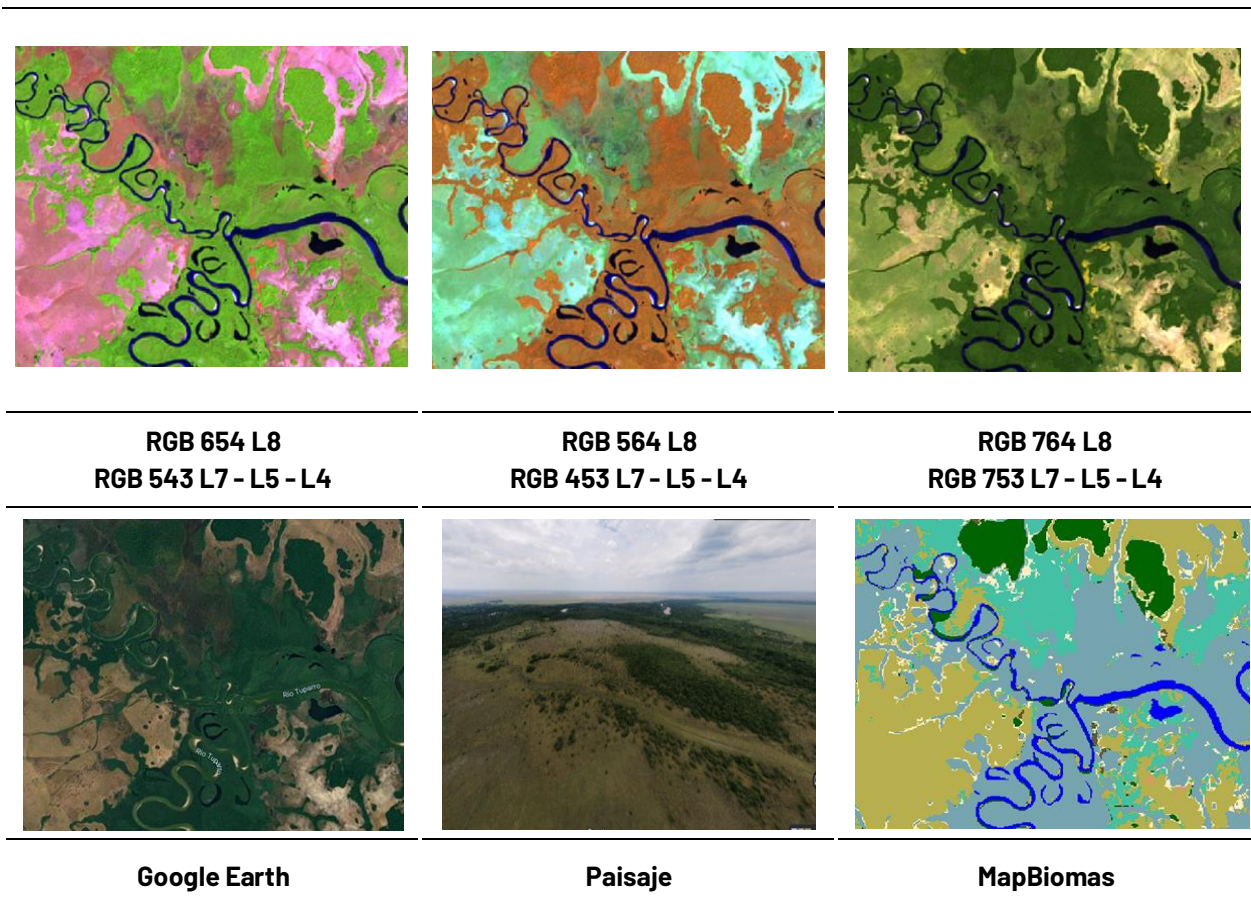 RGB 654 L8
RGB 543 L7 - L5 - L4
RGB 564 L8
RGB 453 L7 - L5 - L4
RGB 764 L8
RGB 753 L7 - L5 - L4
Río Tuparro
Río Tuparro
Google Earth
Paisaje
MapBiomas